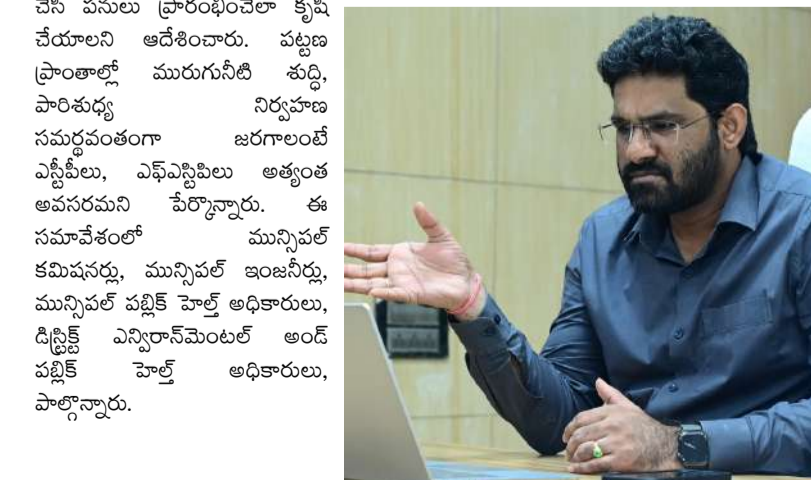 చేసి పనులు ప్రారంభించేలా కృషి
చేయాలని ఆదేశించారు. పట్టణ
ప్రాంతాల్లో మురుగునీటి శుద్ధి,
పారిశుధ్య నిర్వహణ
సమర్థవంతంగా జరగాలంటే
ఎస్టీపీలు, ఎఫ్ఎస్టిపిలు అత్యంత
అవసరమని పేర్కొన్నారు. ఈ
సమావేశంలో మున్సిపల్
కమిషనర్లు, మున్సిపల్ ఇంజనీర్లు,
మున్సిపల్ పబ్లిక్ హెల్త్ అధికారులు,
డిస్ట్రిక్ట్ ఎన్విరాన్‌మెంటల్ అండ్
పబ్లిక్ హెల్త్ అధికారులు,
పాల్గొన్నారు.